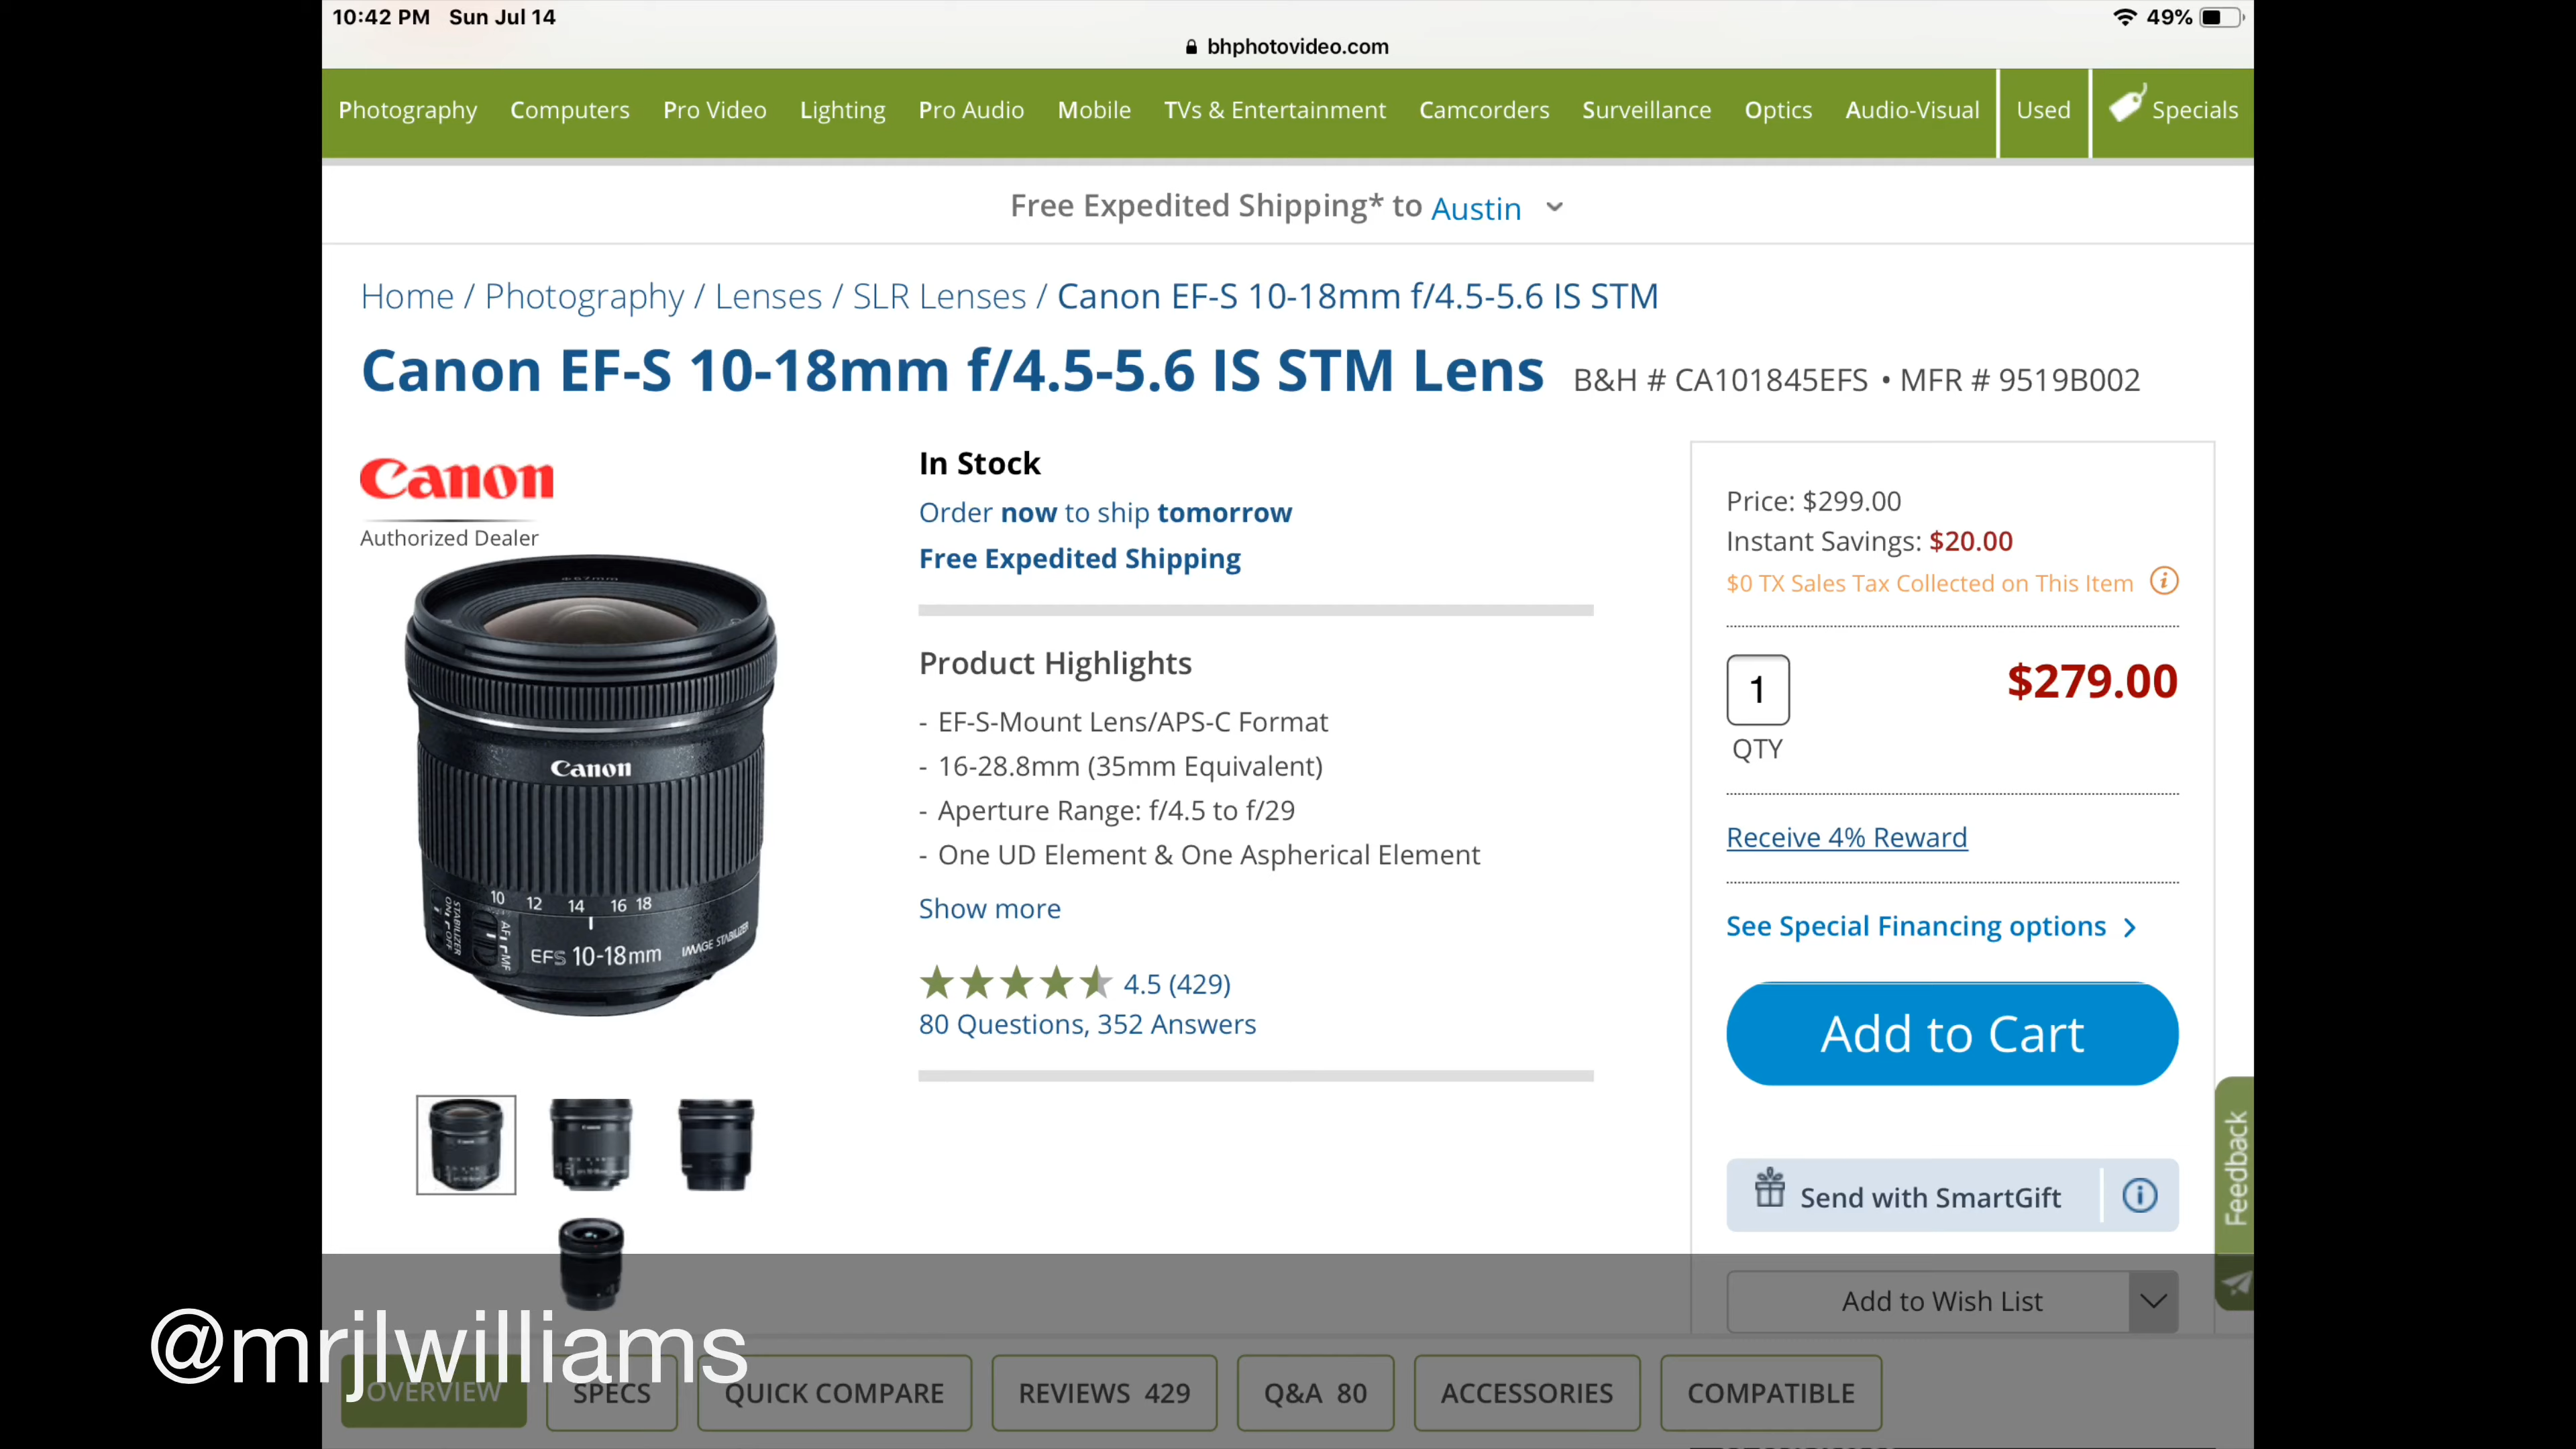 10:42 PM Sun Jul 14
49%
bhphotovideo.com
Photography Computers Pro Video Lighting Pro Audio Mobile TVs & Entertainment Camcorders Surveillance Optics Audio-Visual Used Specials
Free Expedited Shipping* to Austin
Home / Photography / Lenses / SLR Lenses / Canon EF-S 10-18mm f/4.5-5.6 IS STM
Canon EF-S 10-18mm f/4.5-5.6 IS STM Lens B&H # CA101845EFS • MFR # 9519B002
Canon
Authorized Dealer
Canon
10 12 14 16 18
STABILIZER
ON OFF
AF MF
EFS 10-18mm
IMAGE STABILIZER
In Stock
Order now to ship tomorrow
Free Expedited Shipping
Product Highlights
- EF-S-Mount Lens/APS-C Format
- 16-28.8mm (35mm Equivalent)
- Aperture Range: f/4.5 to f/29
- One UD Element & One Aspherical Element
Show more
4.5 (429)
80 Questions, 352 Answers
Price: $299.00
Instant Savings: $20.00
$0 TX Sales Tax Collected on This Item
1
$279.00
QTY
Receive 4% Reward
See Special Financing options
Add to Cart
Send with SmartGift
Add to Wish List
Feedback
@mrjlwilliams
OVERVIEW SPECS QUICK COMPARE REVIEWS 429 Q&A 80 ACCESSORIES COMPATIBLE